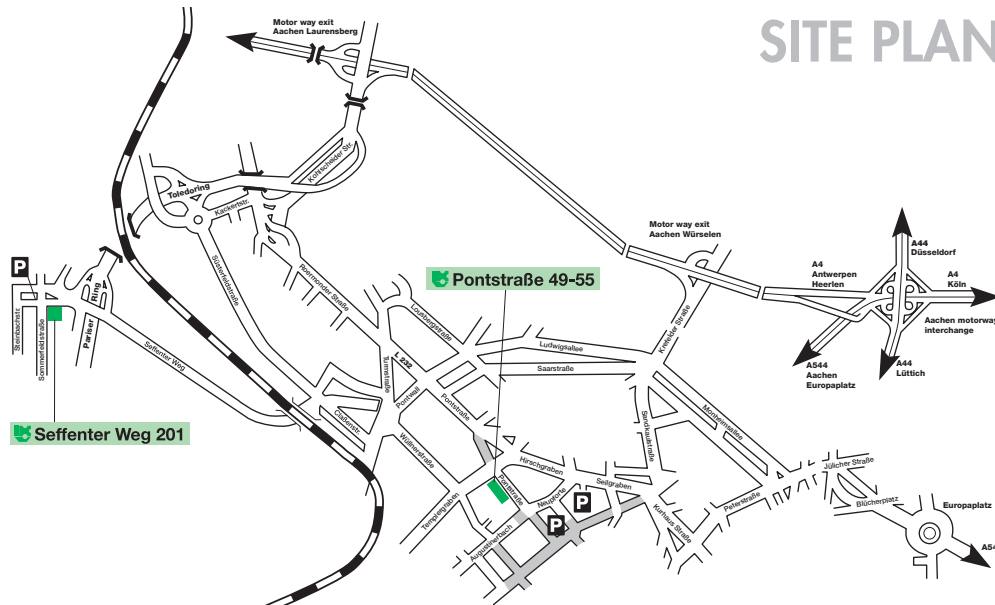 SITE PLAN
Motor way exit
Aachen Laurensberg
Kohlscheider Str.
Toledoring
Kackertstr.
Motor way exit
Aachen Würselen
A44
Düsseldorf
A4
Antwerpen
Heerlen
A4
Köln
Aachen motorway
interchange
A544
Aachen
Europaplatz
A44
Lüttich
P
Pontstraße 49-55
Steinbachstr.
Sommerfeldstraße
Pariser Ring
Seffenter Weg
Süsterfeldstraße
Roermonder Straße
Lousbergstraße
Krefelder Straße
Ludwigsallee
Saarstraße
L 232
Turmstraße
Pontwall
Pontstraße
Seffenter Weg 201
Claßenstr.
Wüllnerstraße
Sandkaulstraße
Monheimsallee
Hirschgraben
Seilgraben
Jülicher Straße
Templergraben
Pontstraße
Neupforte
P
P
Peterstraße
Blücherplatz
Europaplatz
Kurhaus Straße
Augustinerbach
A54